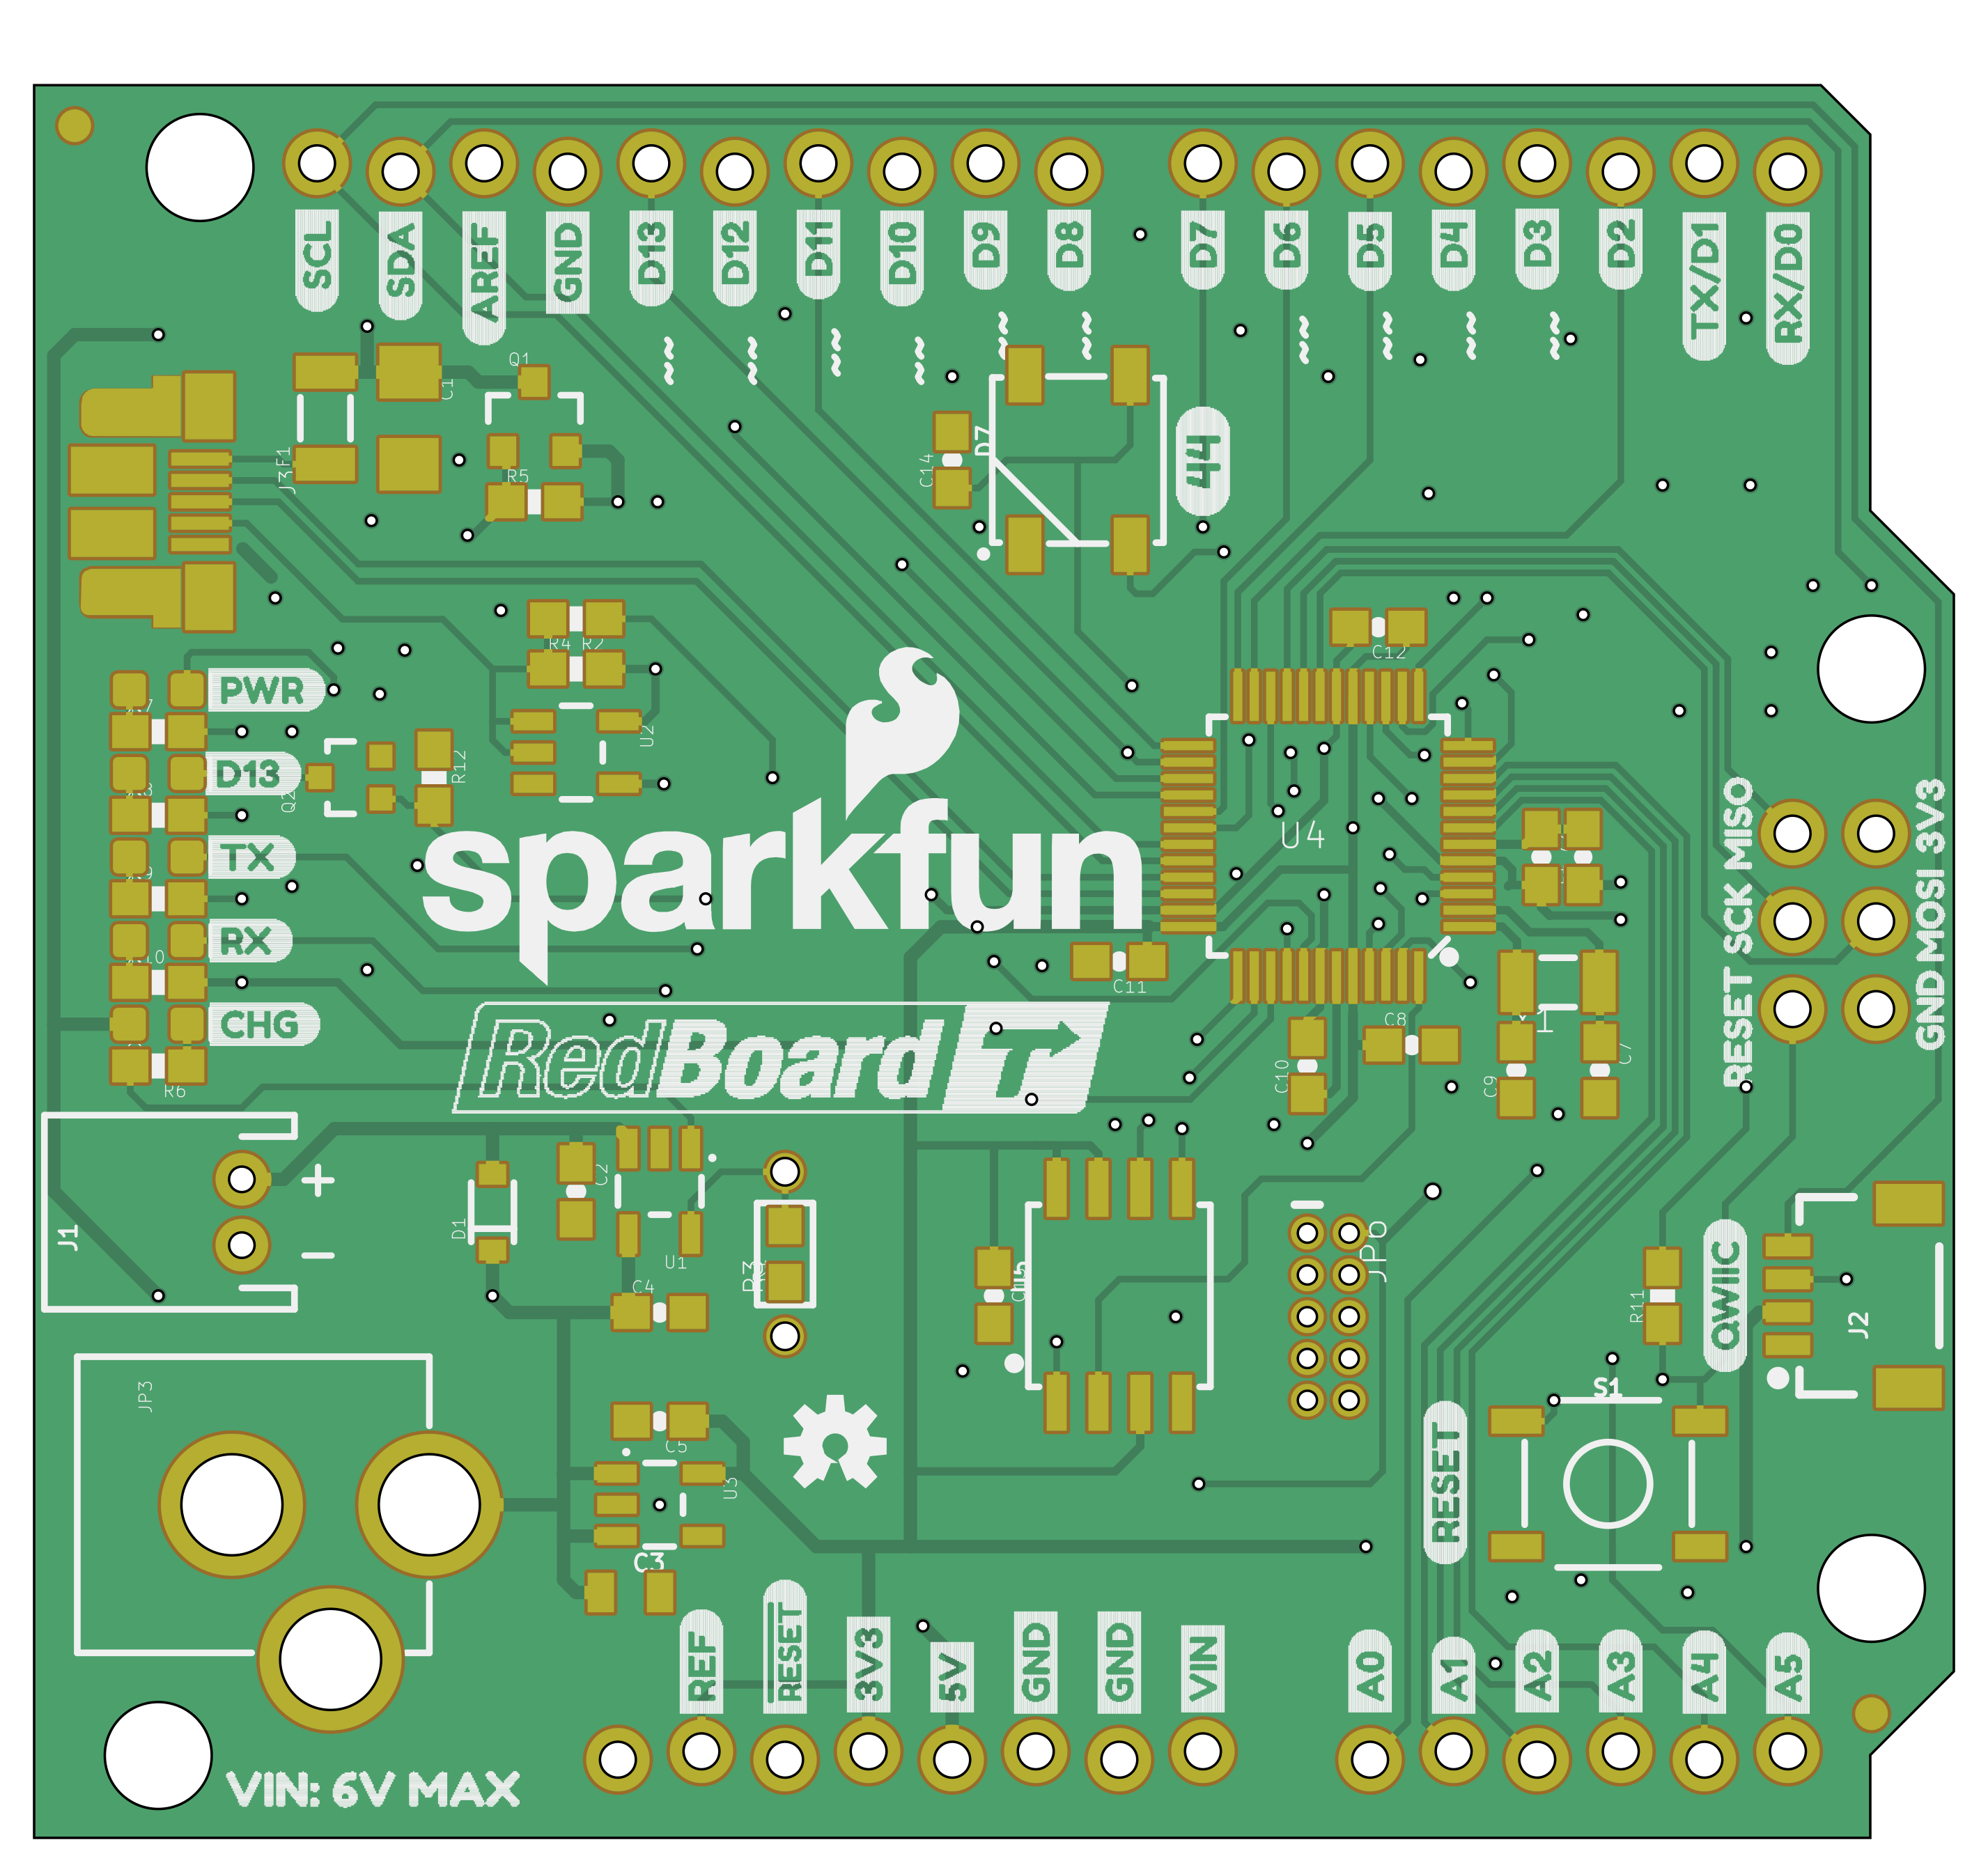 SCL
SDA
AREF
GND
D13
D12
D11
D10
D9
D8
D7
D6
D5
D4
D3
D2
TX/D1
RX/D0
Q1
C1
J3
F1
R5
C14
D7
44
R4
R2
C12
PWR
U2
D13
Q2
R12
U4
TX
sparkfun
RX
C11
RESET SCK MISO
GND MOSI 3V3
CHG
RedBoard
T.
C10
C8
C9
C7
R6
J1
+
-
D1
C2
U1
C4
JP6
R11
QWIIC
J2
JP3
C5
U3
C3
RESET
S1
REF
RESET
3V3
5V
GND
GND
VIN
A0
A1
A2
A3
A4
A5
VIN: 6V MAX